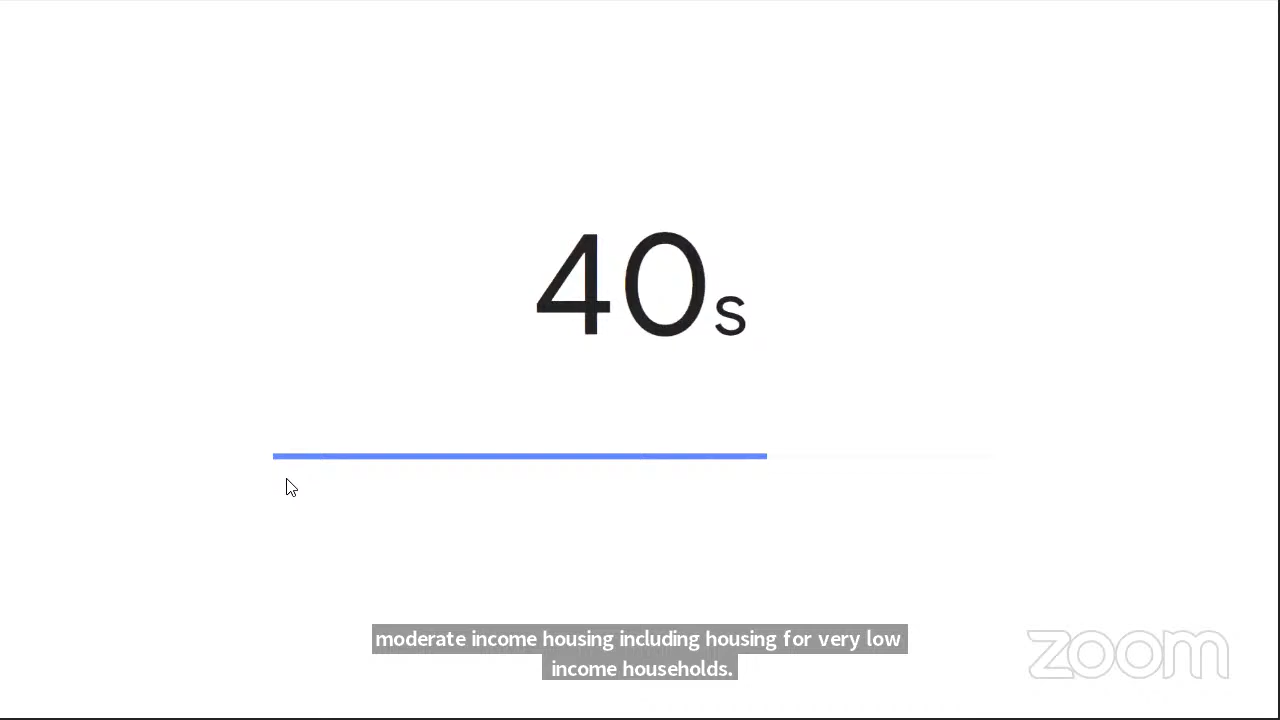 40s
moderate income housing including housing for very low
income households.
zoom